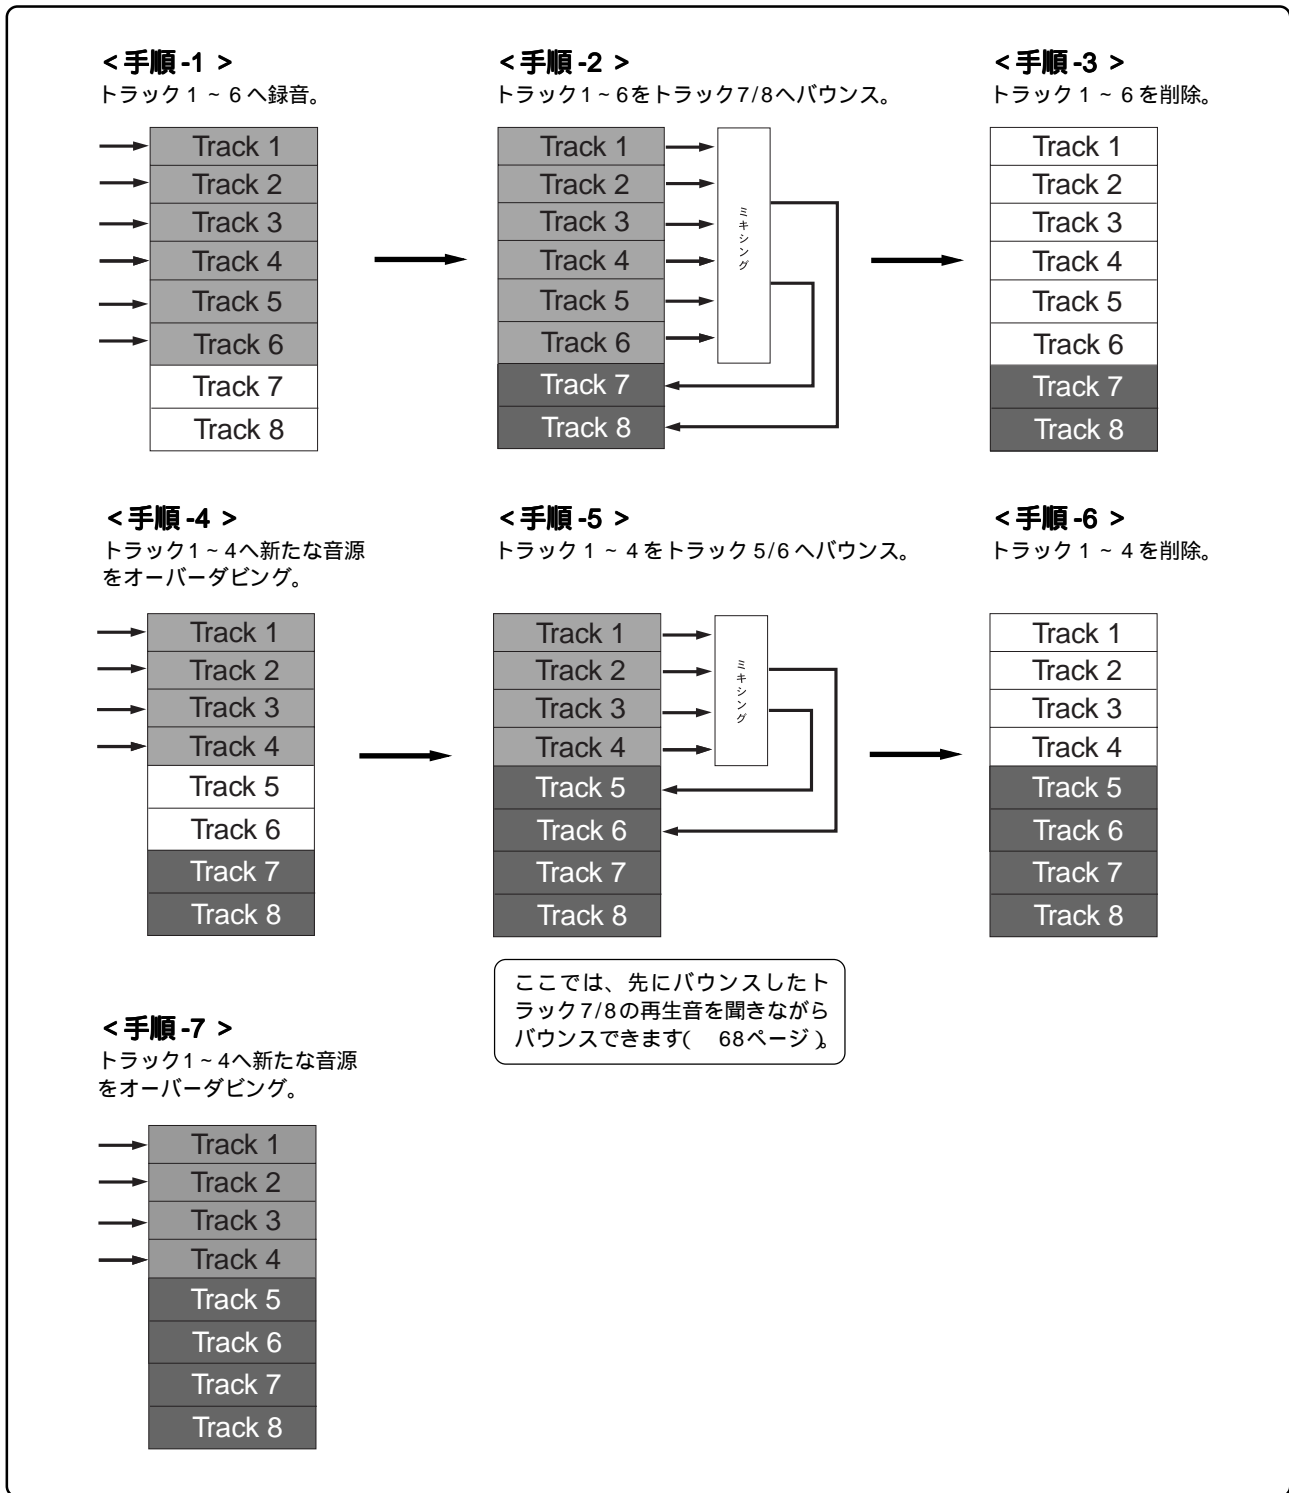 <手順-1 >
トラック 1 ~ 6 へ録音。
Track 1
Track 2
Track 3
Track 4
Track 5
Track 6
Track 7
Track 8
<手順-2 >
トラック1~6をトラック7/8へバウンス。
Track 1
Track 2
Track 3
Track 4
Track 5
Track 6
Track 7
Track 8
ミキシング
<手順-3 >
トラック 1 ~ 6 を削除。
Track 1
Track 2
Track 3
Track 4
Track 5
Track 6
Track 7
Track 8
<手順-4 >
トラック1~4へ新たな音源
をオーバーダビング。
Track 1
Track 2
Track 3
Track 4
Track 5
Track 6
Track 7
Track 8
<手順-5 >
トラック 1 ~ 4 をトラック 5/6 へバウンス。
Track 1
Track 2
Track 3
Track 4
Track 5
Track 6
Track 7
Track 8
ミキシング
ここでは、先にバウンスしたト
ラック7/8の再生音を聞きながら
バウンスできます( 68ページ)。
<手順-6 >
トラック 1 ~ 4 を削除。
Track 1
Track 2
Track 3
Track 4
Track 5
Track 6
Track 7
Track 8
<手順-7 >
トラック1~4へ新たな音源
をオーバーダビング。
Track 1
Track 2
Track 3
Track 4
Track 5
Track 6
Track 7
Track 8